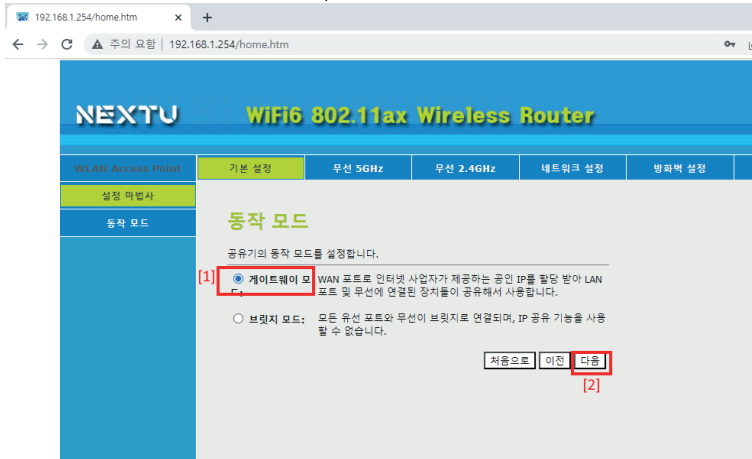 192.168.1.254/home.htm
주의 요함 | 192.168.1.254/home.htm
NEXTU WiFi6 802.11ax Wireless Router
WLAN Access Point 기본 설정 무선 5GHz 무선 2.4GHz 네트워크 설정 방화벽 설정
설정 마법사
동작 모드
동작 모드
공유기의 동작 모드를 설정합니다.
[1] 게이트웨이 모 WAN 포트로 인터넷 사업자가 제공하는 공인 IP를 할당 받아 LAN
포트 및 무선에 연결된 장치들이 공유해서 사용합니다.
브릿지 모드: 모든 유선 포트와 무선이 브릿지로 연결되며, IP 공유 기능을 사용
할 수 없습니다.
처음으로 이전 다음
[2]